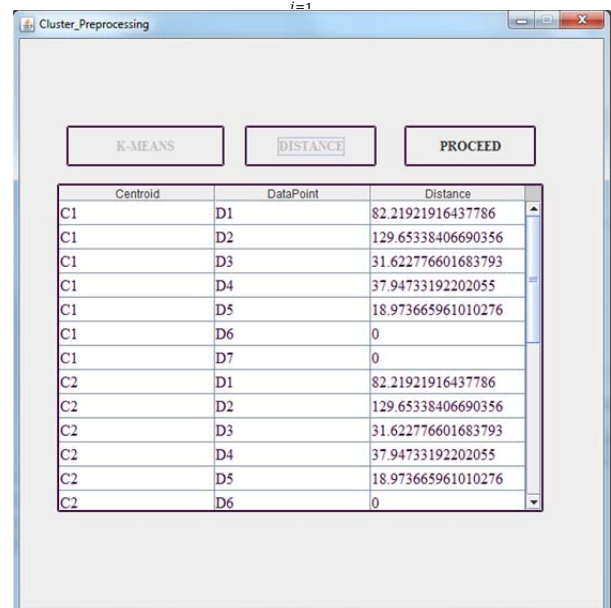 i=1
Cluster_Preprocessing
K-MEANS DISTANCE PROCEED
Centroid DataPoint Distance
C1 D1 82.21921916437786
C1 D2 129.65338406690356
C1 D3 31.622776601683793
C1 D4 37.94733192202055
C1 D5 18.973665961010276
C1 D6 0
C1 D7 0
C2 D1 82.21921916437786
C2 D2 129.65338406690356
C2 D3 31.622776601683793
C2 D4 37.94733192202055
C2 D5 18.973665961010276
C2 D6 0